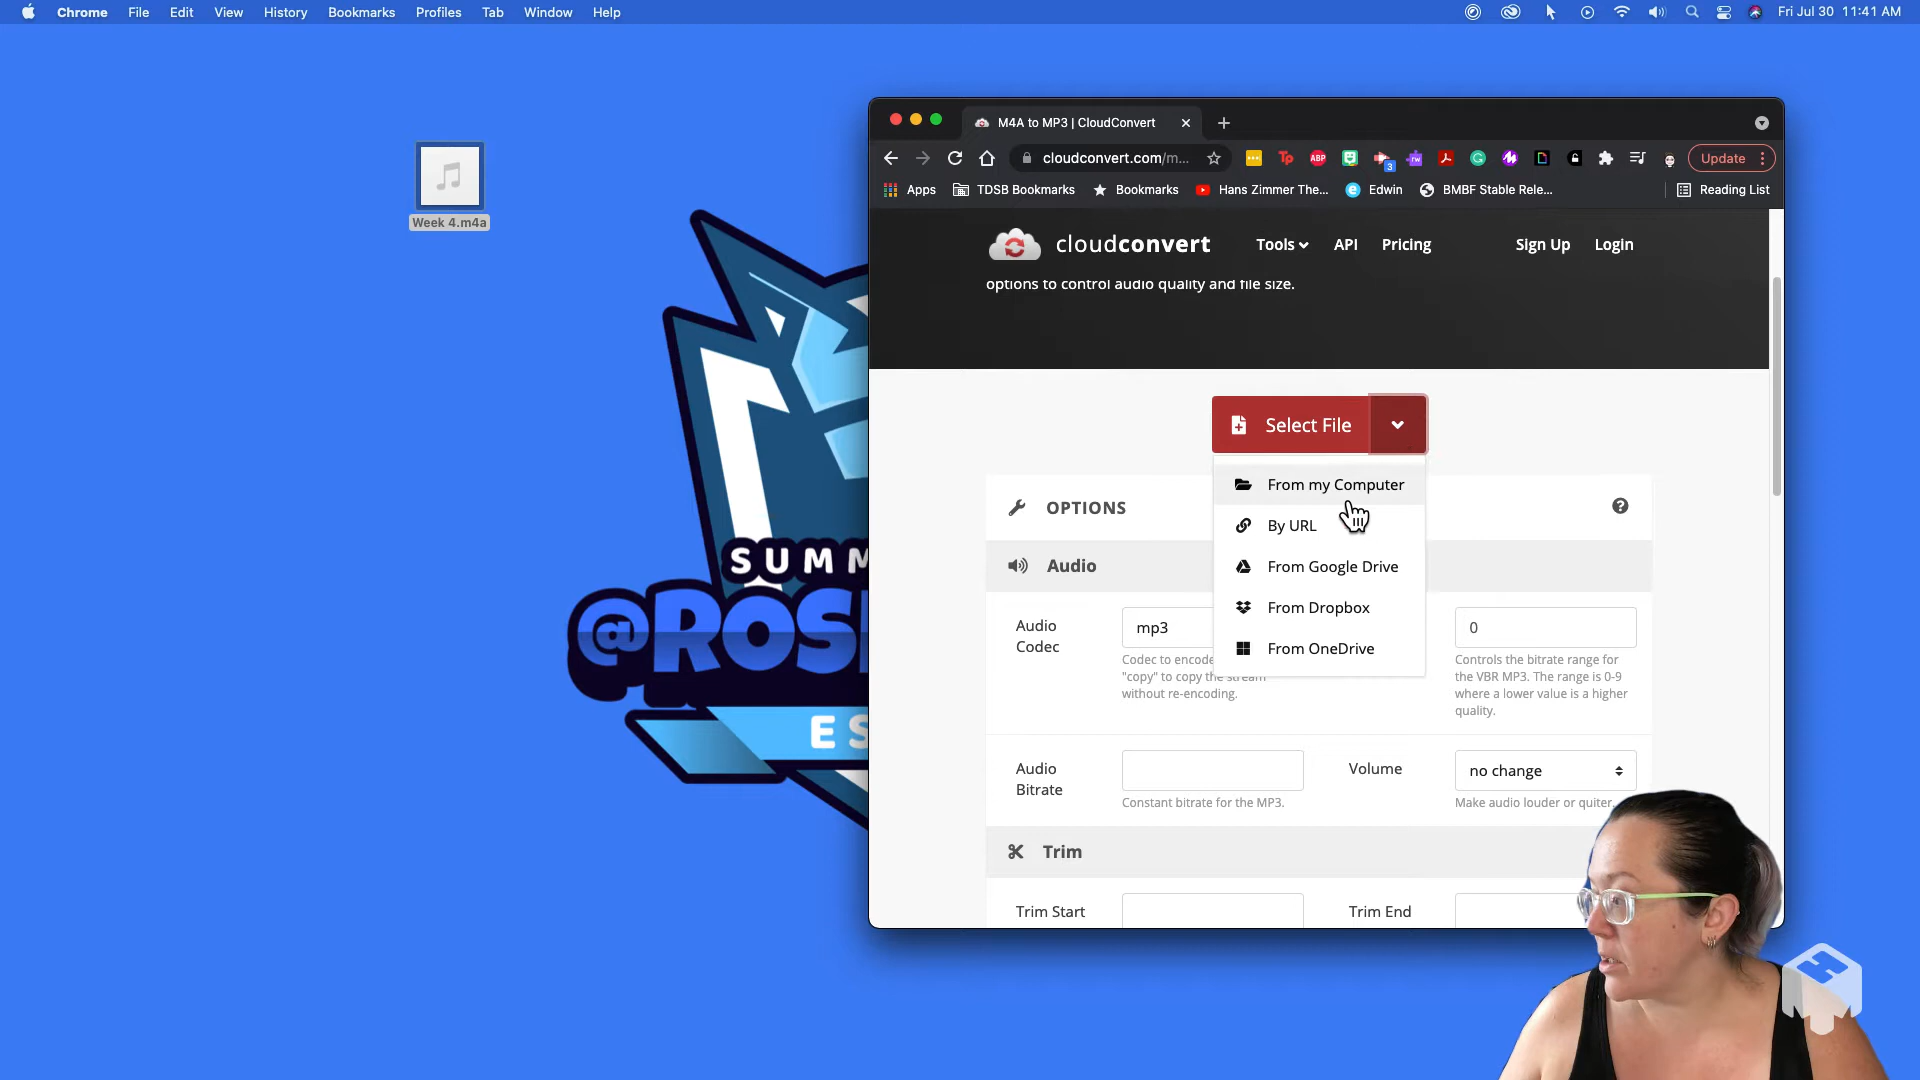 Chrome File Edit View History Bookmarks Profiles Tab Window Help
Fri Jul 30 11:41 AM
Week 4.m4a
M4A to MP3 | CloudConvert
cloudconvert.com/m...
Tp
ABP
3
rw
Update
Apps
TDSB Bookmarks
Bookmarks
Hans Zimmer The...
Edwin
BMBF Stable Rele...
Reading List
cloudconvert
Tools
API
Pricing
Sign Up
Login
options to control audio quality and file size.
Select File
From my Computer
By URL
From Google Drive
From Dropbox
From OneDrive
OPTIONS
Audio
Audio
Codec
mp3
Codec to encode
"copy" to copy the stream
without re-encoding.
0
Controls the bitrate range for
the VBR MP3. The range is 0-9
where a lower value is a higher
quality.
Audio
Bitrate
Constant bitrate for the MP3.
Volume
no change
Make audio louder or quiter.
Trim
Trim Start
Trim End
SUMM
@ROS
ES